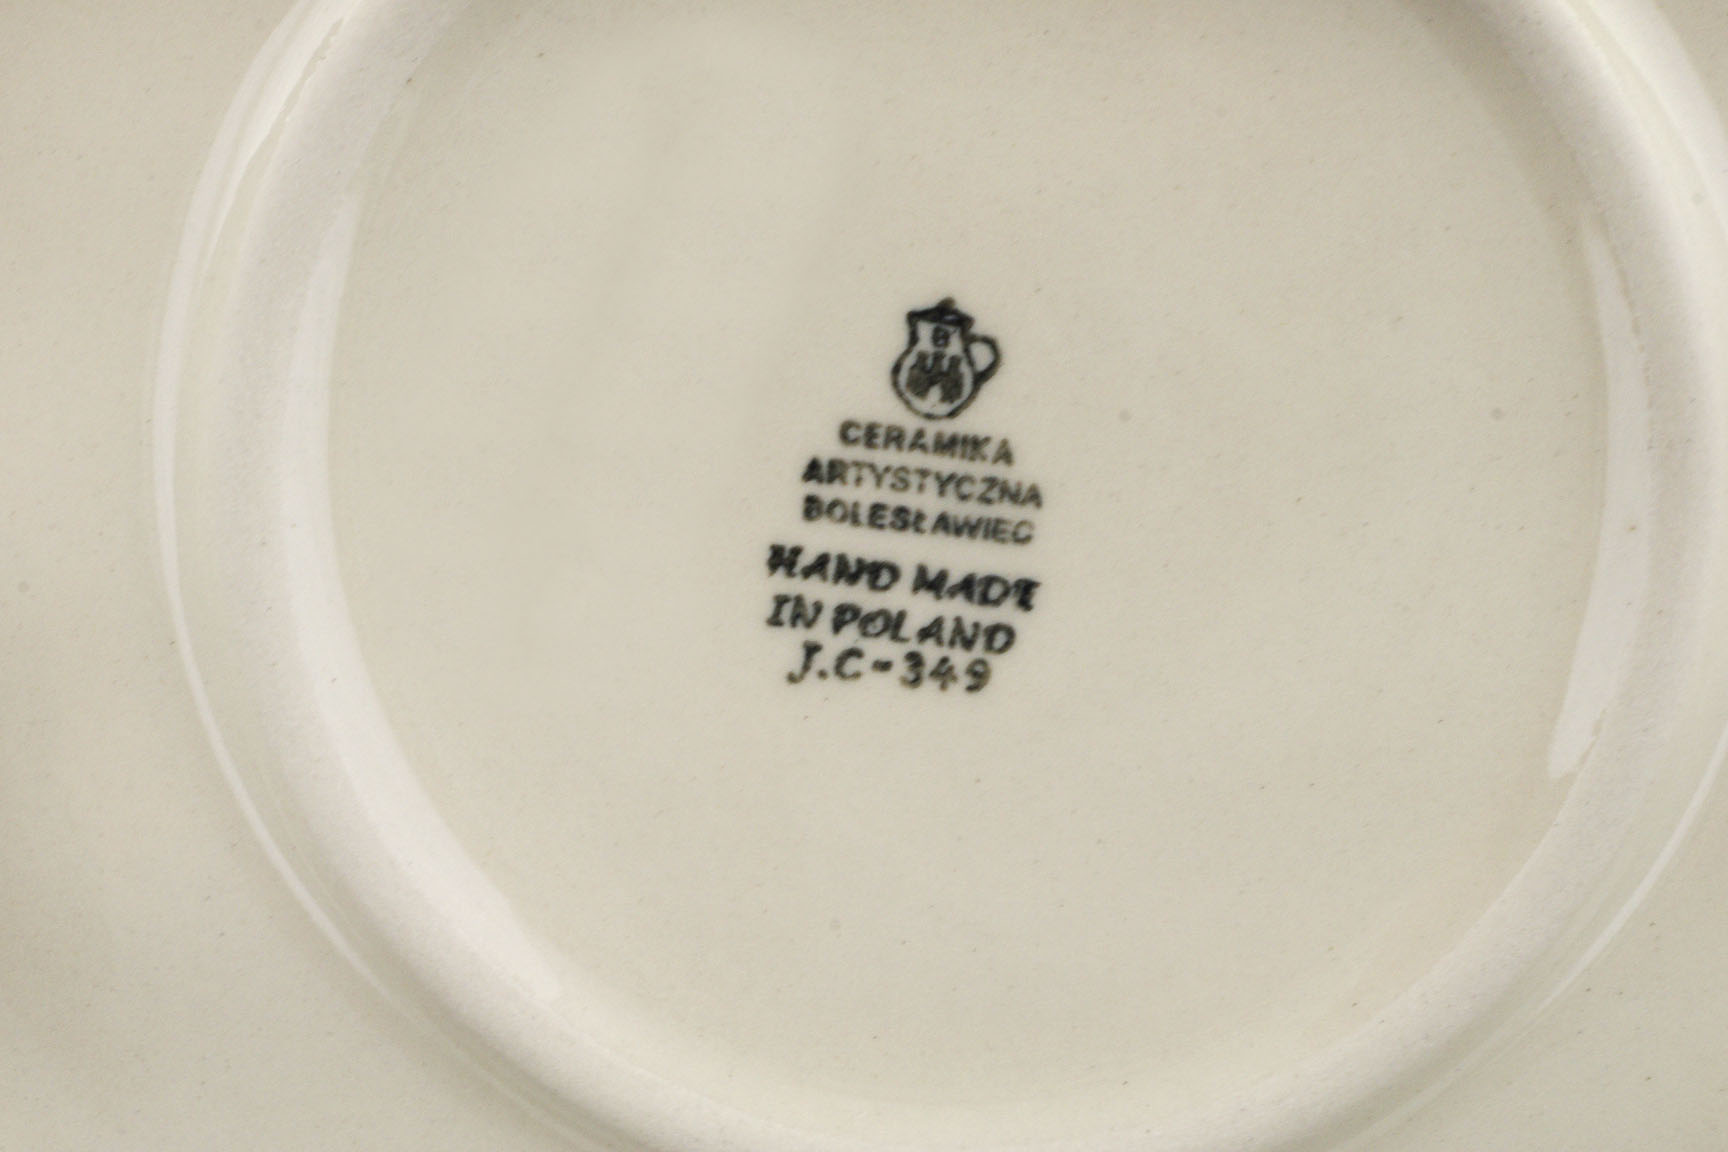 B
CERAMIKA
ARTYSTYCZNA
BOLESŁAWIEC
HAND MADE
IN POLAND
J.C-349